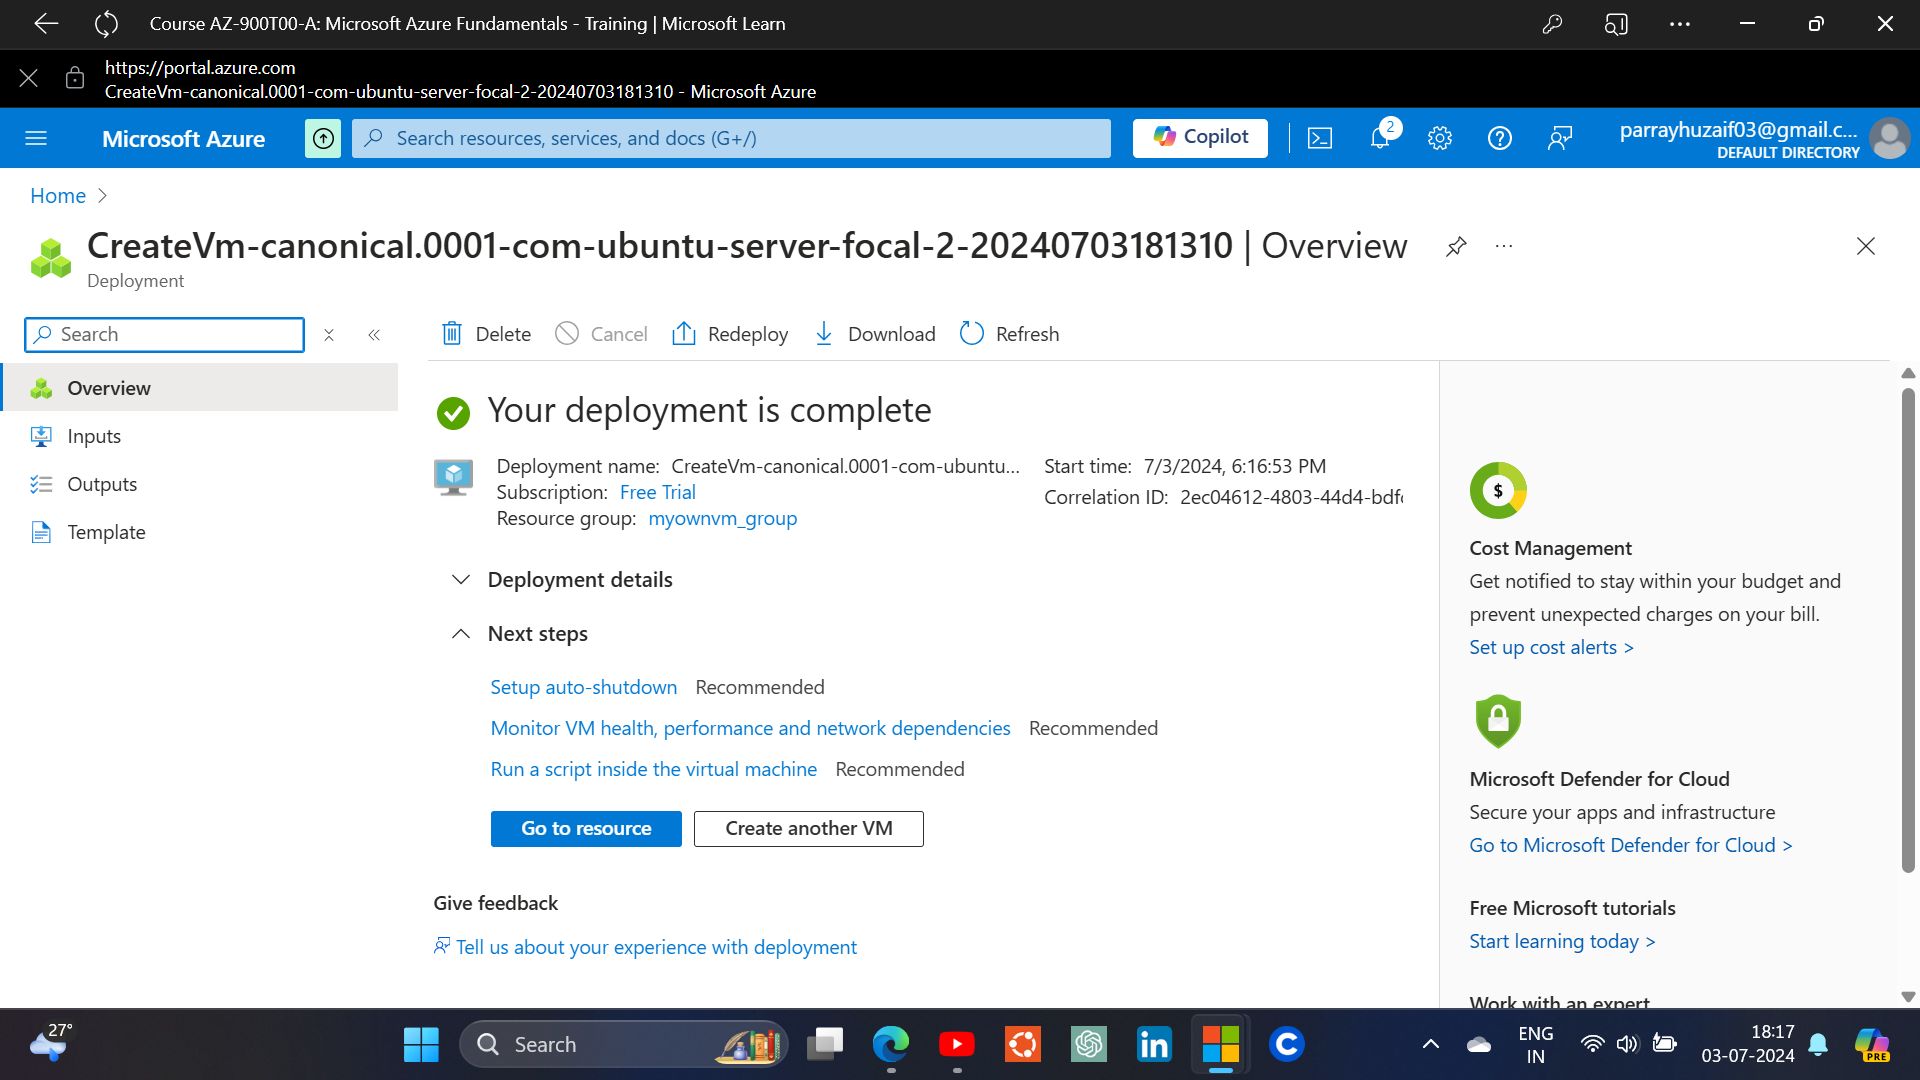 Course AZ-900T00-A: Microsoft Azure Fundamentals - Training | Microsoft Learn
https://portal.azure.com
CreateVm-canonical.0001-com-ubuntu-server-focal-2-20240703181310 - Microsoft Azure
Microsoft Azure
Search resources, services, and docs (G+/)
Copilot
2
parrayhuzaif03@gmail.c...
DEFAULT DIRECTORY
Home
CreateVm-canonical.0001-com-ubuntu-server-focal-2-20240703181310 | Overview
Deployment
Search
Delete
Cancel
Redeploy
Download
Refresh
Overview
Inputs
Outputs
Template
Your deployment is complete
Deployment name: CreateVm-canonical.0001-com-ubuntu...
Subscription: Free Trial
Resource group: myownvm_group
Start time: 7/3/2024, 6:16:53 PM
Correlation ID: 2ec04612-4803-44d4-bdf
Deployment details
Next steps
Setup auto-shutdown Recommended
Monitor VM health, performance and network dependencies Recommended
Run a script inside the virtual machine Recommended
Go to resource
Create another VM
Give feedback
Tell us about your experience with deployment
$
Cost Management
Get notified to stay within your budget and
prevent unexpected charges on your bill.
Set up cost alerts >
Microsoft Defender for Cloud
Secure your apps and infrastructure
Go to Microsoft Defender for Cloud >
Free Microsoft tutorials
Start learning today >
Work with an expert
27°
Search
in
C
ENG
IN
18:17
03-07-2024
PRE